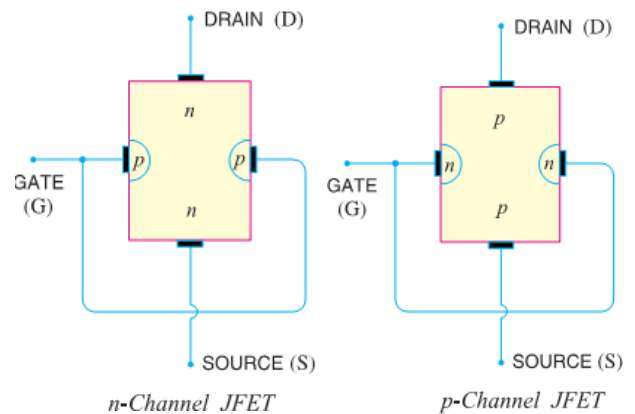 DRAIN (D)
n
p
p
GATE
(G)
n
SOURCE (S)
n-Channel JFET
DRAIN (D)
p
n
n
GATE
(G)
p
SOURCE (S)
p-Channel JFET